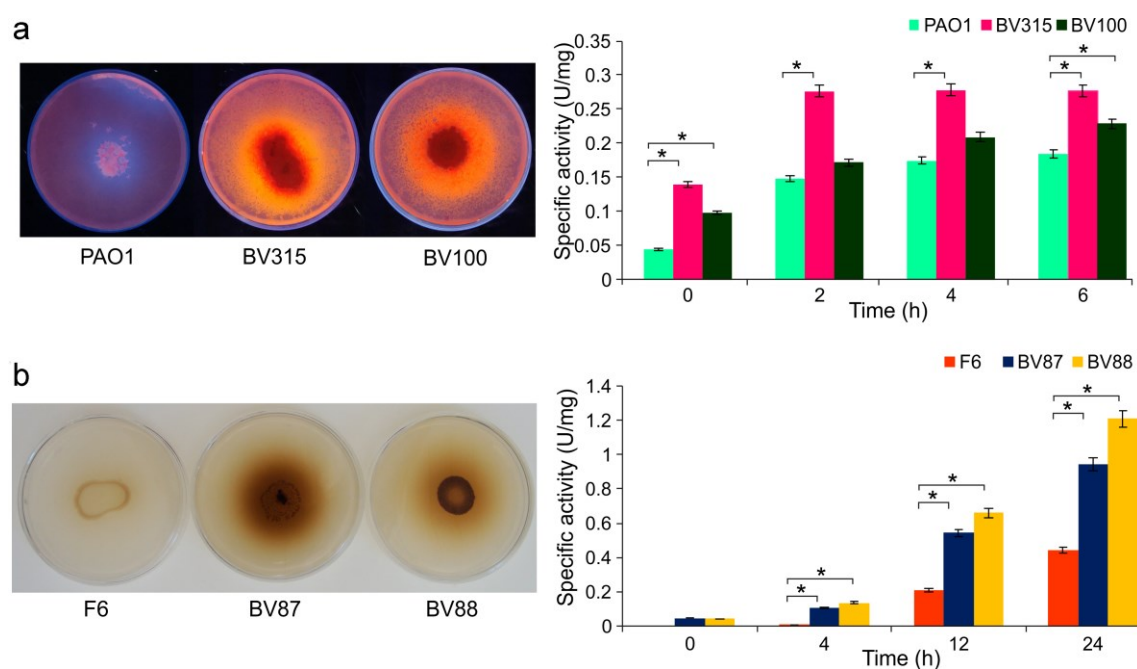 a
PAO1
BV315
BV100
PAO1 BV315 BV100
Specific activity (U/mg)
0.35
0.3
0.25
0.2
0.15
0.1
0.05
0
* *
*
*
* *
0 2 4 6
Time (h)
b
F6
BV87
BV88
F6 BV87 BV88
Specific activity (U/mg)
1.4
1.2
1
0.8
0.6
0.4
0.2
0
* *
* *
* *
0 4 12 24
Time (h)